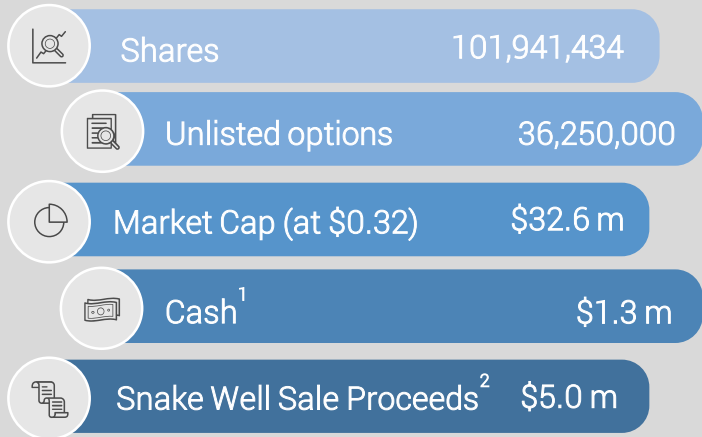 Shares 101,941,434
Unlisted options 36,250,000
Market Cap (at $0.32) $32.6 m
Cash1 $1.3 m
Snake Well Sale Proceeds2 $5.0 m